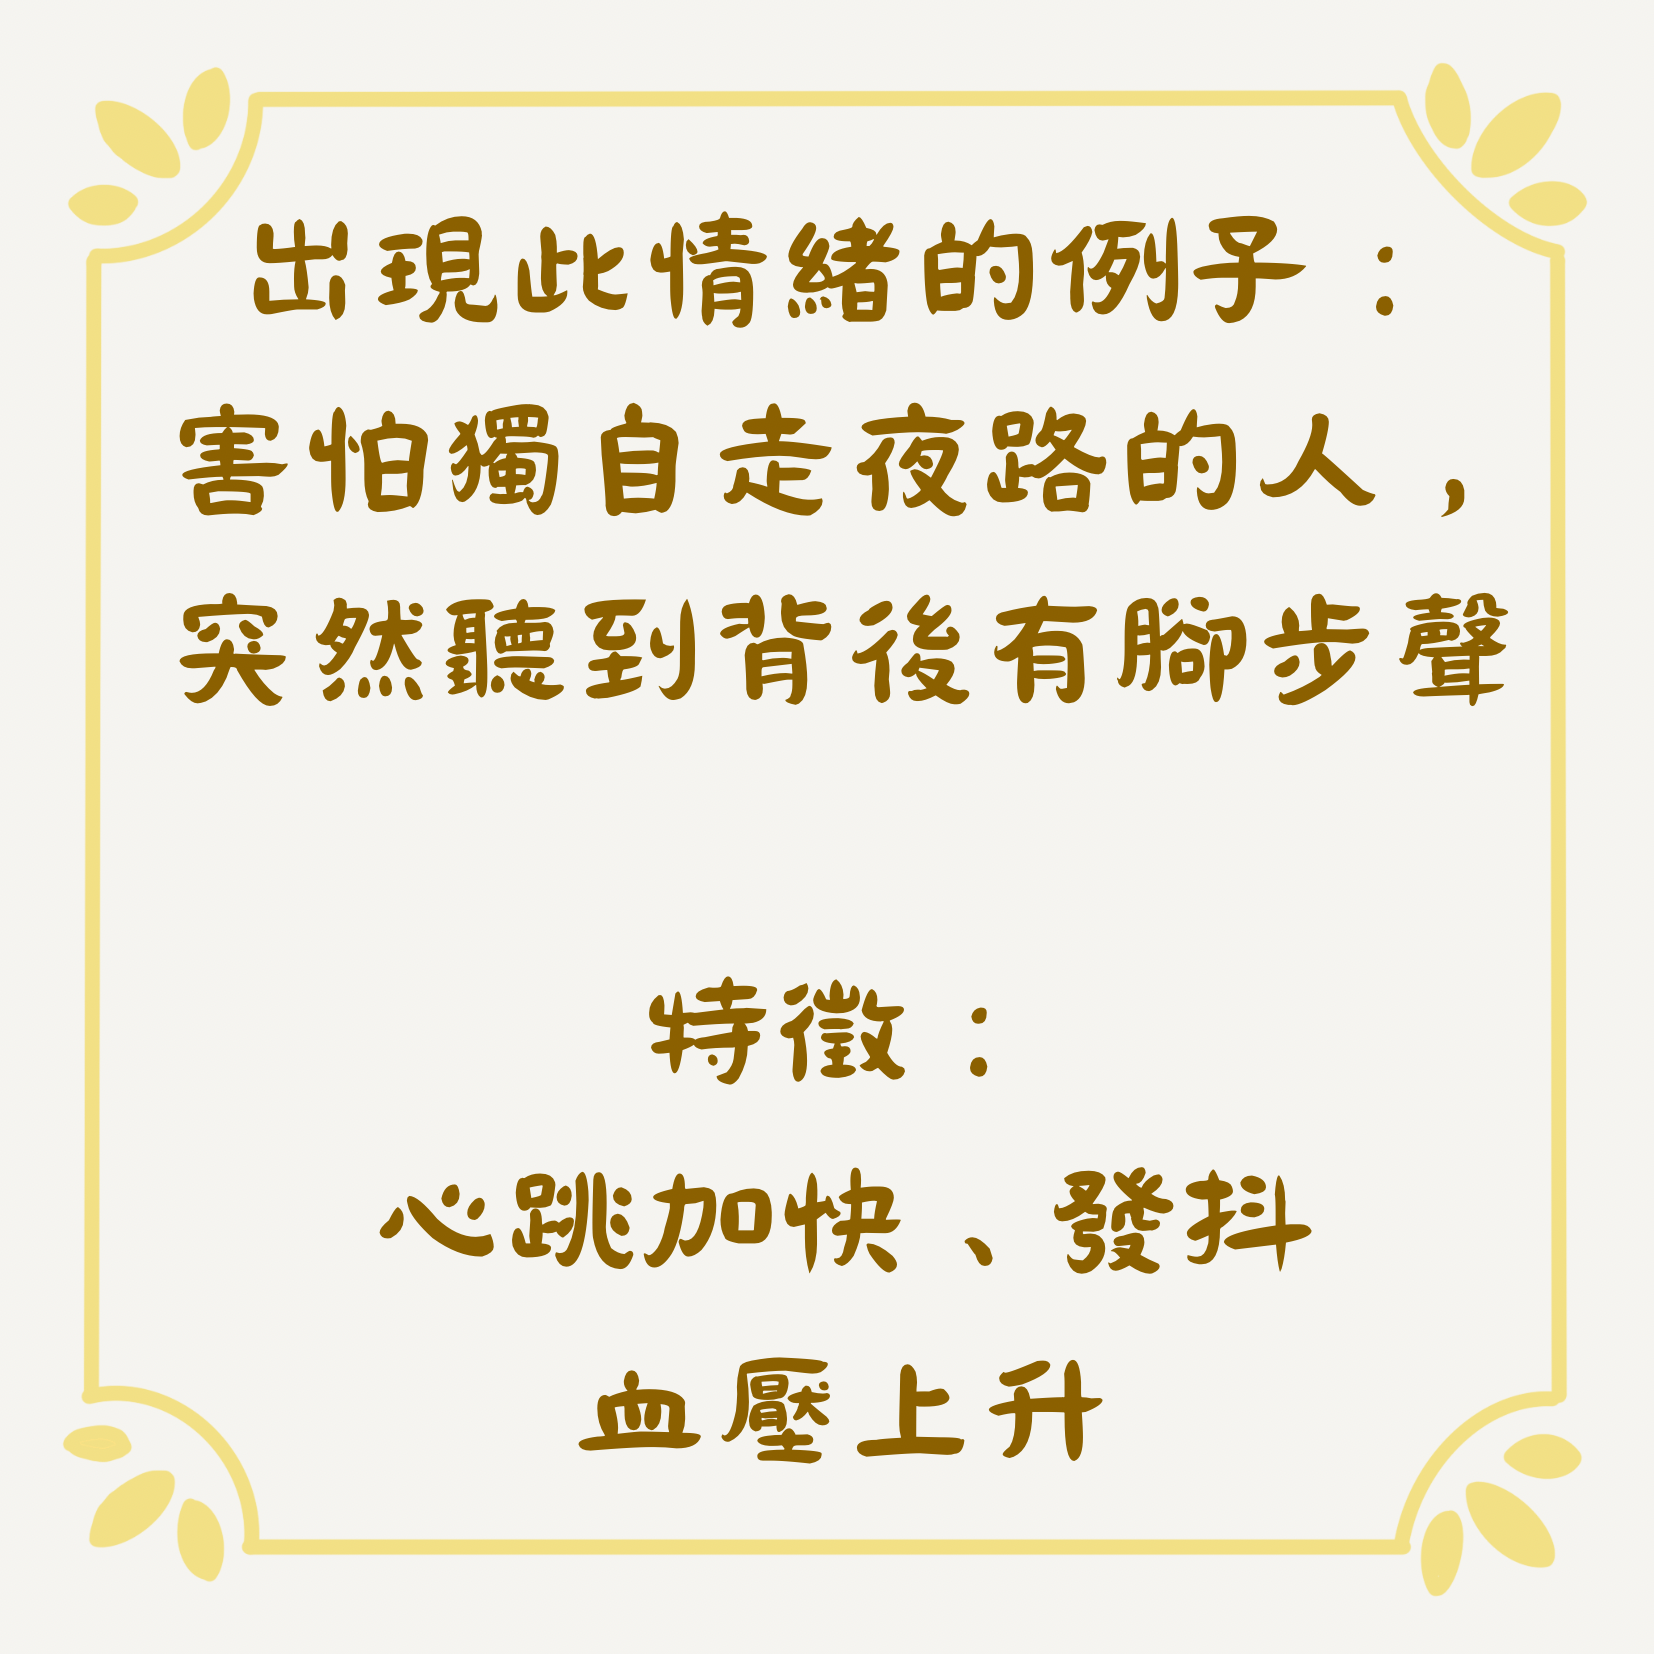 出現此情緒的例子：
害怕獨自走夜路的人，
突然聽到背後有腳步聲
特徵：
心跳加快、發抖
血壓上升